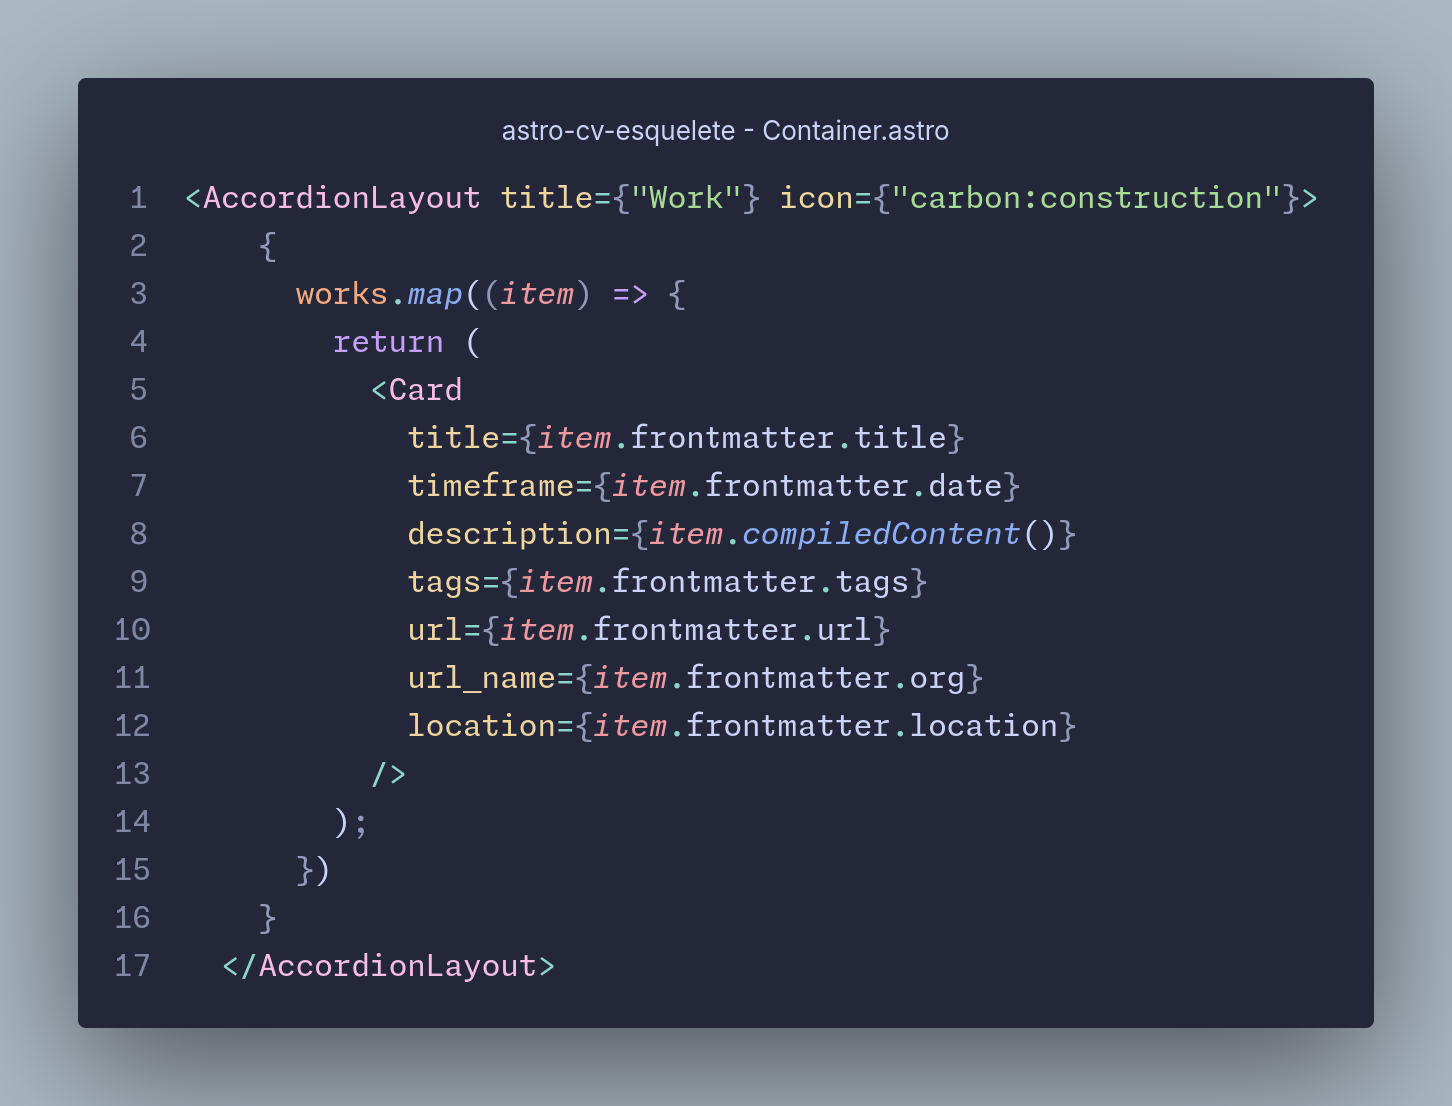 astro-cv-esquelete - Container.astro
1 <AccordionLayout title={"Work"} icon={"carbon:construction"}>
2     {
3       works.map((item) => {
4         return (
5           <Card
6             title={item.frontmatter.title}
7             timeframe={item.frontmatter.date}
8             description={item.compiledContent()}
9             tags={item.frontmatter.tags}
10             url={item.frontmatter.url}
11             url_name={item.frontmatter.org}
12             location={item.frontmatter.location}
13           />
14         );
15       })
16     }
17   </AccordionLayout>